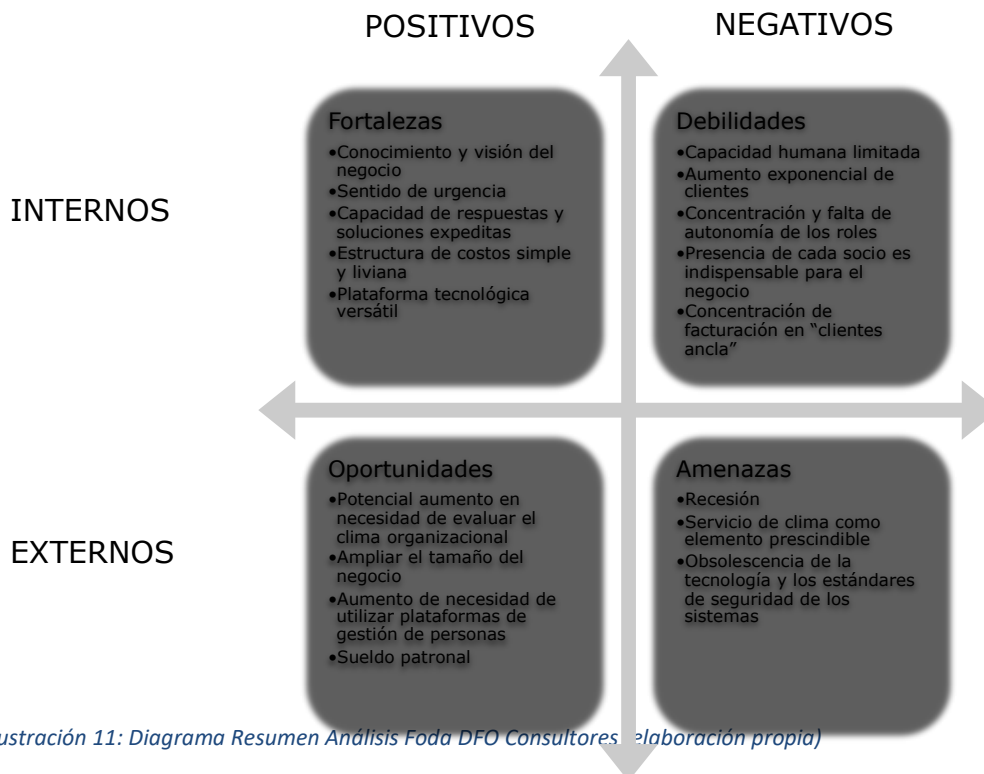 POSITIVOS
NEGATIVOS
INTERNOS
Fortalezas
•Conocimiento y visión del
negocio
•Sentido de urgencia
•Capacidad de respuestas y
soluciones expeditas
•Estructura de costos simple
y liviana
•Plataforma tecnológica
versátil
Debilidades
•Capacidad humana limitada
•Aumento exponencial de
clientes
•Concentración y falta de
autonomía de los roles
•Presencia de cada socio es
indispensable para el
negocio
•Concentración de
facturación en “clientes
ancla”
EXTERNOS
Oportunidades
•Potencial aumento en
necesidad de evaluar el
clima organizacional
•Ampliar el tamaño del
negocio
•Aumento de necesidad de
utilizar plataformas de
gestión de personas
•Sueldo patronal
Amenazas
•Recesión
•Servicio de clima como
elemento prescindible
•Obsolescencia de la
tecnología y los estándares
de seguridad de los
sistemas
ustración 11: Diagrama Resumen Análisis Foda DFO Consultores elaboración propia)